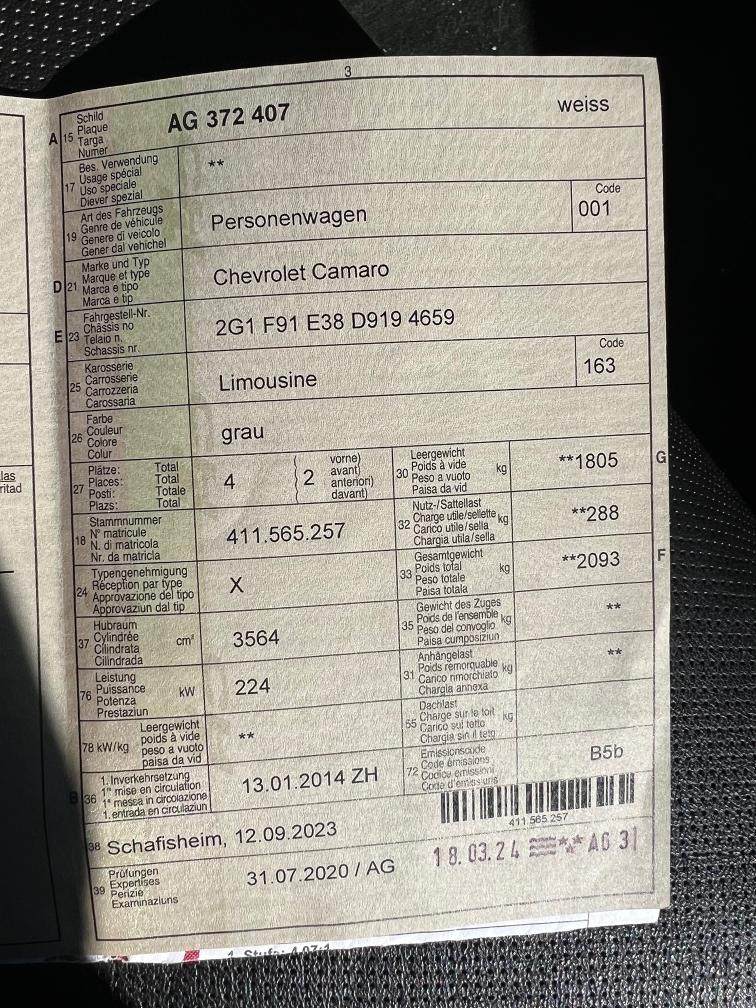 3
A 15 Schild
Plaque
Targa
Numer
AG 372 407
weiss
17 Bes. Verwendung
Usage spécial
Uso speciale
Diever spezial
**
19 Art des Fahrzeugs
Genre de véhicule
Genere di veicolo
Gener dal vehichel
Personenwagen
Code
001
D 21 Marke und Typ
Marque et type
Marca e tipo
Marca e tip
Chevrolet Camaro
E 23 Fahrgestell-Nr.
Châssis no
Telaio n.
Schassis nr.
2G1 F91 E38 D919 4659
25 Karosserie
Carrosserie
Carrozzeria
Carossaria
Limousine
Code
163
26 Farbe
Couleur
Colore
Colur
grau
27 Plätze: Total
Places: Total
Posti: Totale
Plazs: Total
4
2
vorne)
avant)
anteriori)
davant)
30 Leergewicht
Poids à vide
Peso a vuoto
Paisa da vid
kg
**1805
G
18 Stammnummer
N° matricule
N. di matricola
Nr. da matricla
411.565.257
32 Nutz-/Sattellast
Charge utile/sellette
Carico utile/sella
Chargia utila/sella
kg
**288
24 Typengenehmigung
Réception par type
Approvazione del tipo
Approvaziun dal tip
X
33 Gesamtgewicht
Poids total
Peso totale
Paisa totala
kg
**2093
F
37 Hubraum
Cylindrée
Cilindrata
Cilindrada
cm³
3564
35 Gewicht des Zuges
Poids de l'ensemble
Peso del convoglio
Paisa cumposiziun
kg
**
76 Leistung
Puissance
Potenza
Prestaziun
kW
224
31 Anhängelast
Poids remorquable
Carico rimorchiato
Chargia annexa
kg
**
78 kW/kg
Leergewicht
poids à vide
peso a vuoto
paisa da vid
**
55 Dachlast
Charge sur le toit
Carico sul tetto
Chargia sin il tetg
kg
B 36 1. Inverkehrsetzung
1re mise en circulation
1a messa in circolazione
1. entrada en circulaziun
13.01.2014 ZH
72 Emissionscode
Code émissions
Codice emissioni
Code d'emissiuns
B5b
411 565 257
38 Schafisheim, 12.09.2023
39 Prüfungen
Expertises
Perizie
Examinaziuns
31.07.2020 / AG
18.03.24
AG 31
las
ritad